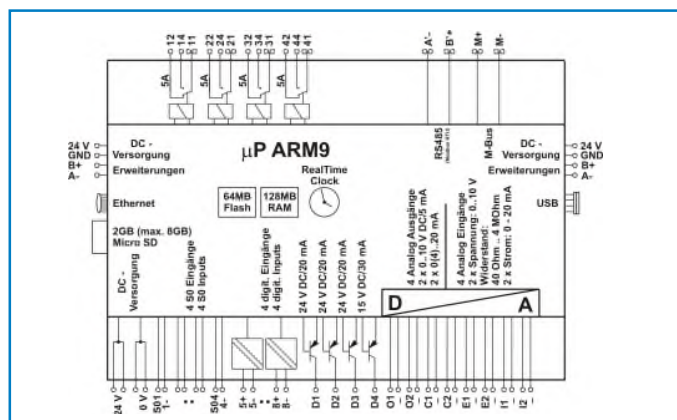 12 14 11 22 24 21 32 34 31 42 44 41 A'- B'+ M+ M-
5A 5A 5A 5A
RS485
M-Bus
24 V
GND
B+
A-
DC -
Versorgung
Erweiterungen
µP ARM9
RealTime
Clock
64MB
Flash
128MB
RAM
DC -
Versorgung
Erweiterungen
24 V
GND
B+
A-
Ethernet
USB
2GB (max. 8GB)
Micro SD
DC -
Versorgung
4 S0 Eingänge
4 S0 Inputs
4 digit. Eingänge
4 digit. Inputs
24 V DC/20 mA
24 V DC/20 mA
24 V DC/20 mA
15 V DC/30 mA
4 Analog Ausgänge
2 x 0..10 V DC/5 mA
2 x 0(4)..20 mA
4 Analog Eingänge
2 x Spannung: 0..10 V
Widerstand:
40 Ohm .. 4 MOhm
2 x Strom: 0 - 20 mA
D A
24 V 0 V S01 1- S04 4- 5+ 5- 8+ 8- D1 D2 D3 D4 O1 – O2 – C1 – C2 – E1 – E2 – I1 – I2 –